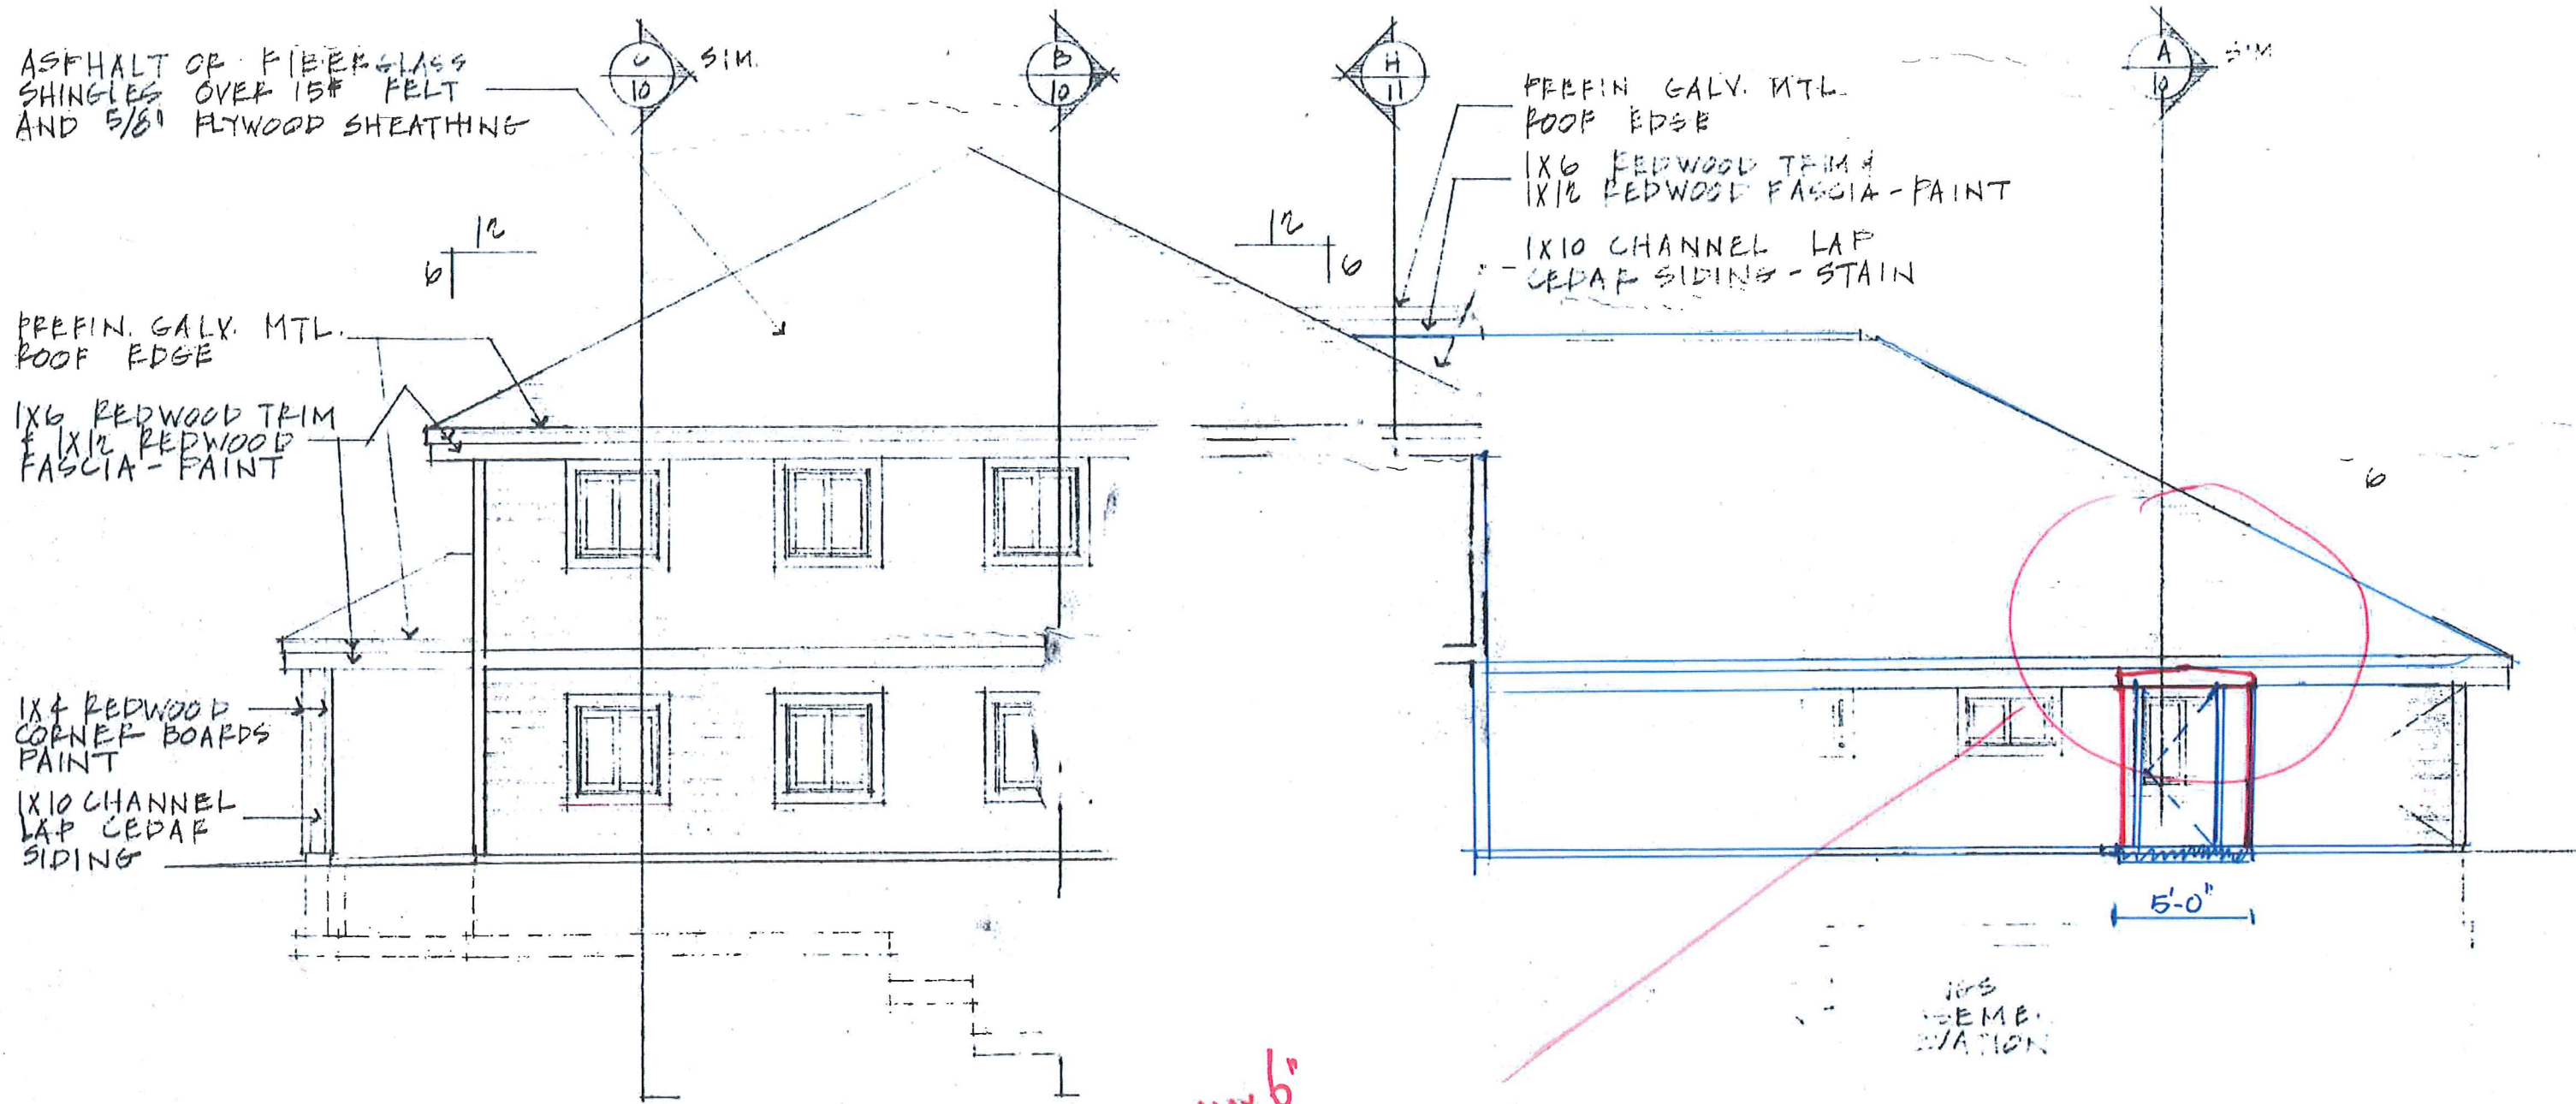 ASPHALT OR FIBERGLASS
SHINGLES OVER 15# FELT
AND 5/8" PLYWOOD SHEATHING
C
10
SIM.
B
10
H
11
A
10
SIM
PREFIN GALV. MTL.
ROOF EDGE
1X6 REDWOOD TRIM &
1X12 REDWOOD FASCIA - PAINT
1X10 CHANNEL LAP
CEDAR SIDING - STAIN
12
6
12
6
PREFIN. GALV. MTL.
ROOF EDGE
1X6 REDWOOD TRIM
& 1X12 REDWOOD
FASCIA - PAINT
6
1X4 REDWOOD
CORNER BOARDS
PAINT
1X10 CHANNEL
LAP CEDAR
SIDING
5'-0"
6"